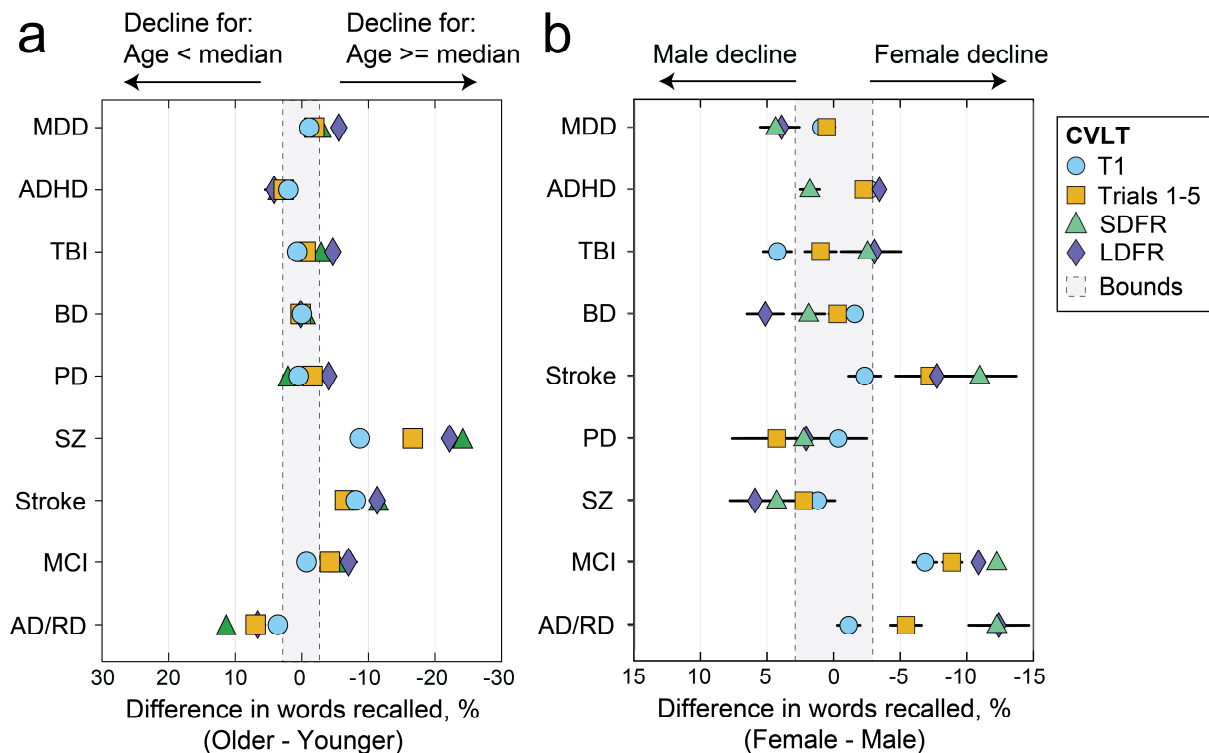 a
Decline for:
Age < median
Decline for:
Age >= median
MDD
ADHD
TBI
BD
PD
SZ
Stroke
MCI
AD/RD
30 20 10 0 -10 -20 -30
Difference in words recalled, %
(Older - Younger)
b
Male decline
Female decline
MDD
ADHD
TBI
BD
Stroke
PD
SZ
MCI
AD/RD
15 10 5 0 -5 -10 -15
Difference in words recalled, %
(Female - Male)
CVLT
T1
Trials 1-5
SDFR
LDFR
Bounds